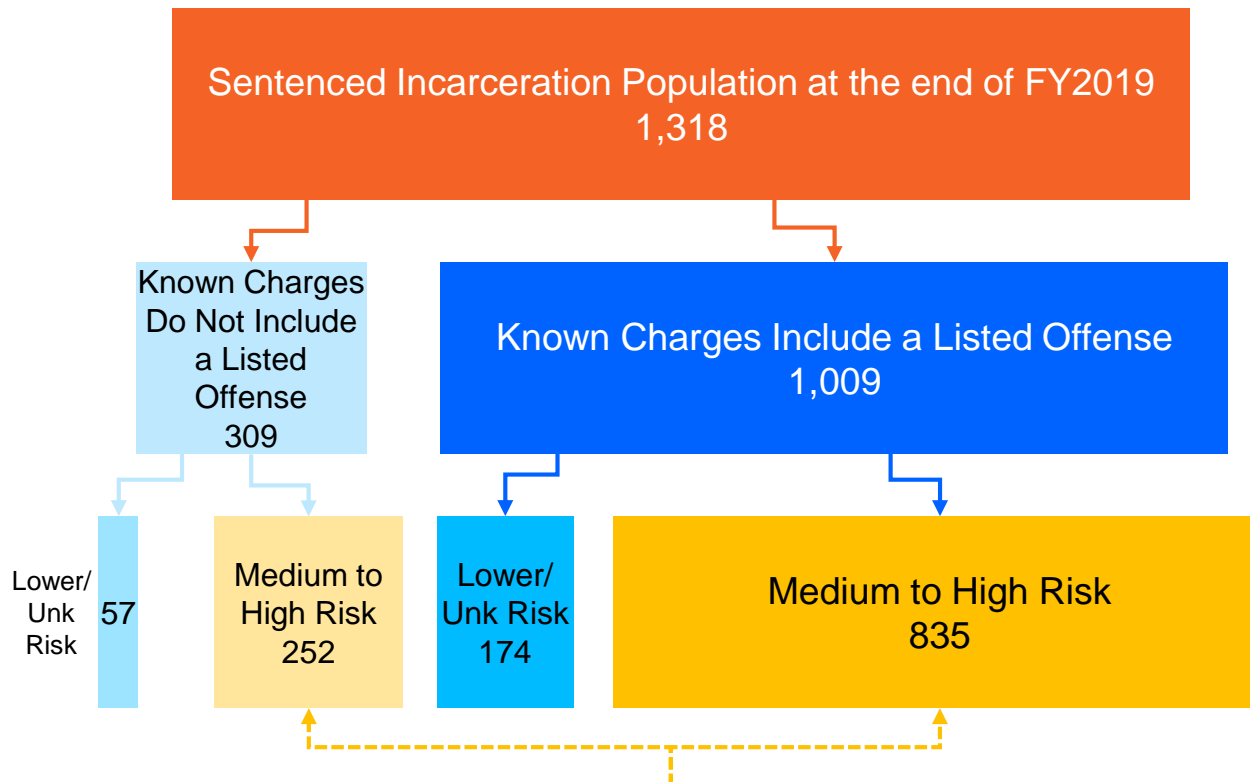 Sentenced Incarceration Population at the end of FY2019
1,318
Known Charges
Do Not Include
a Listed
Offense
309
Known Charges Include a Listed Offense
1,009
Lower/
Unk
Risk
57
Medium to
High Risk
252
Lower/
Unk Risk
174
Medium to High Risk
835